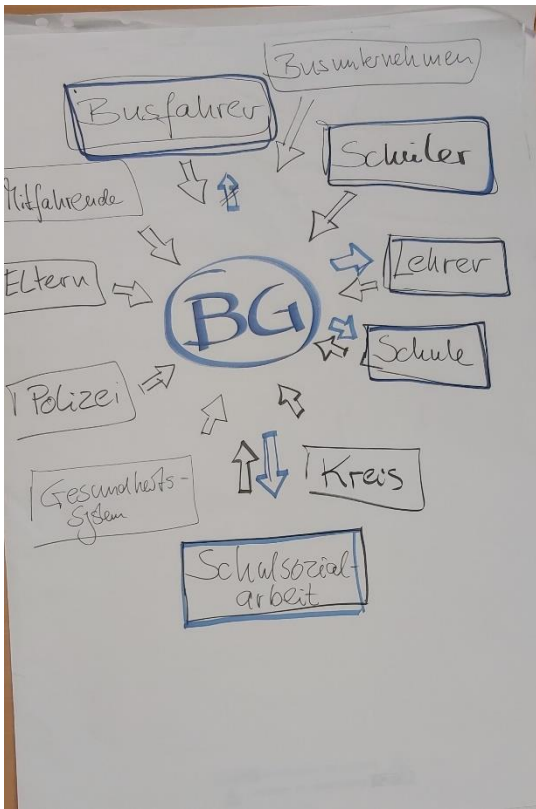 Busunternehmen
Busfahrer
Schüler
Mitfahrende
Lehrer
Eltern
BG
Schule
Polizei
Kreis
Gesundheits-
system
Schulsozial-
arbeit